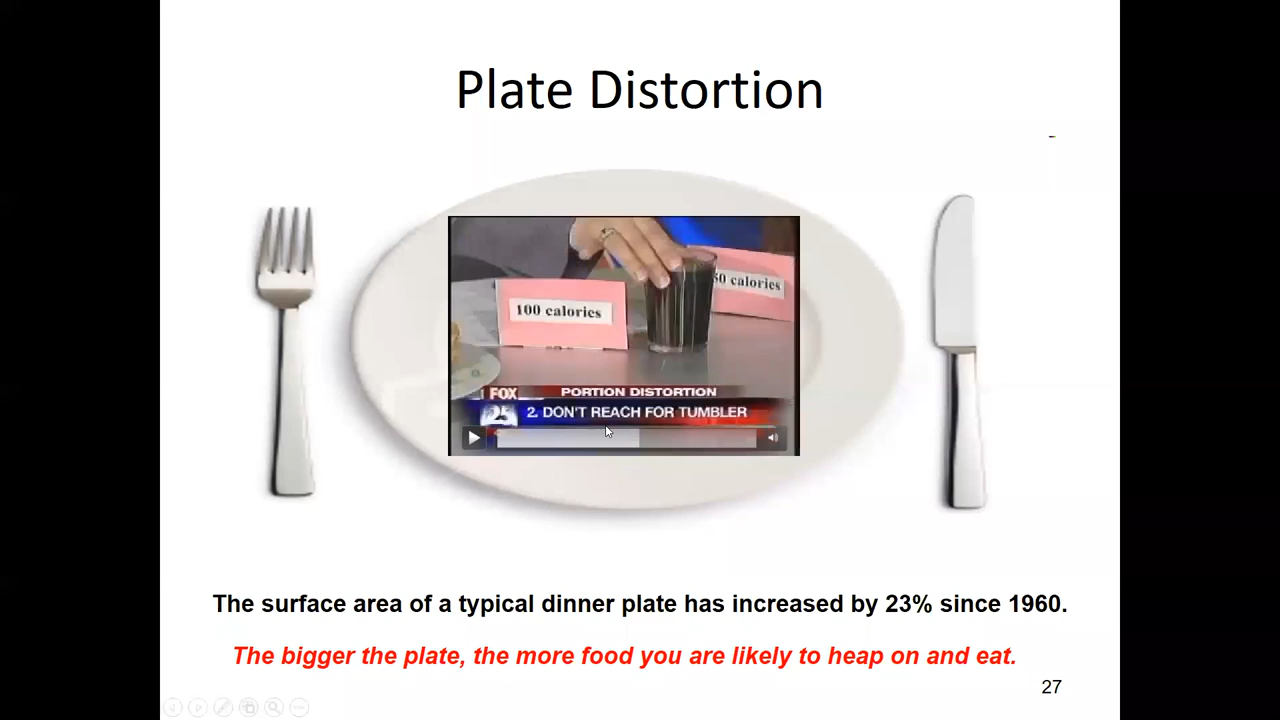 Plate Distortion
50 calories
100 calories
FOX
PORTION DISTORTION
25
2. DON'T REACH FOR TUMBLER
The surface area of a typical dinner plate has increased by 23% since 1960.
The bigger the plate, the more food you are likely to heap on and eat.
27